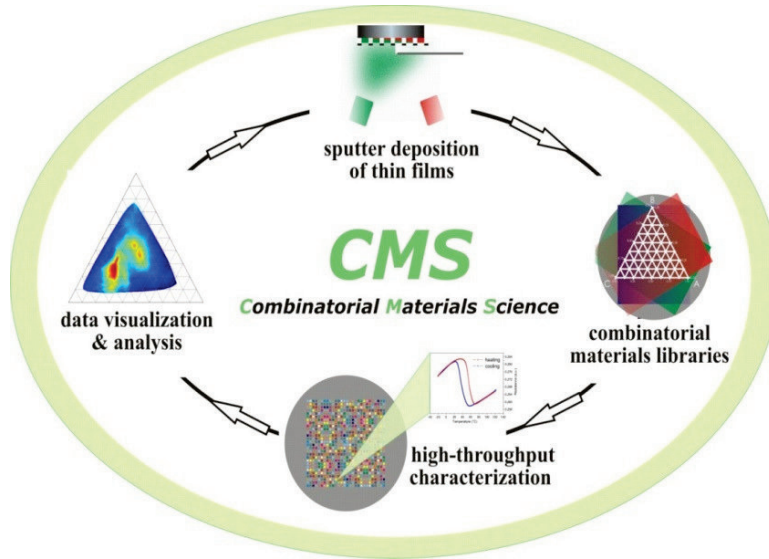 sputter deposition
of thin films
CMS
Combinatorial Materials Science
B
C
A
combinatorial
materials libraries
data visualization
& analysis
heating
cooling
Temperature (°C)
high-throughput
characterization